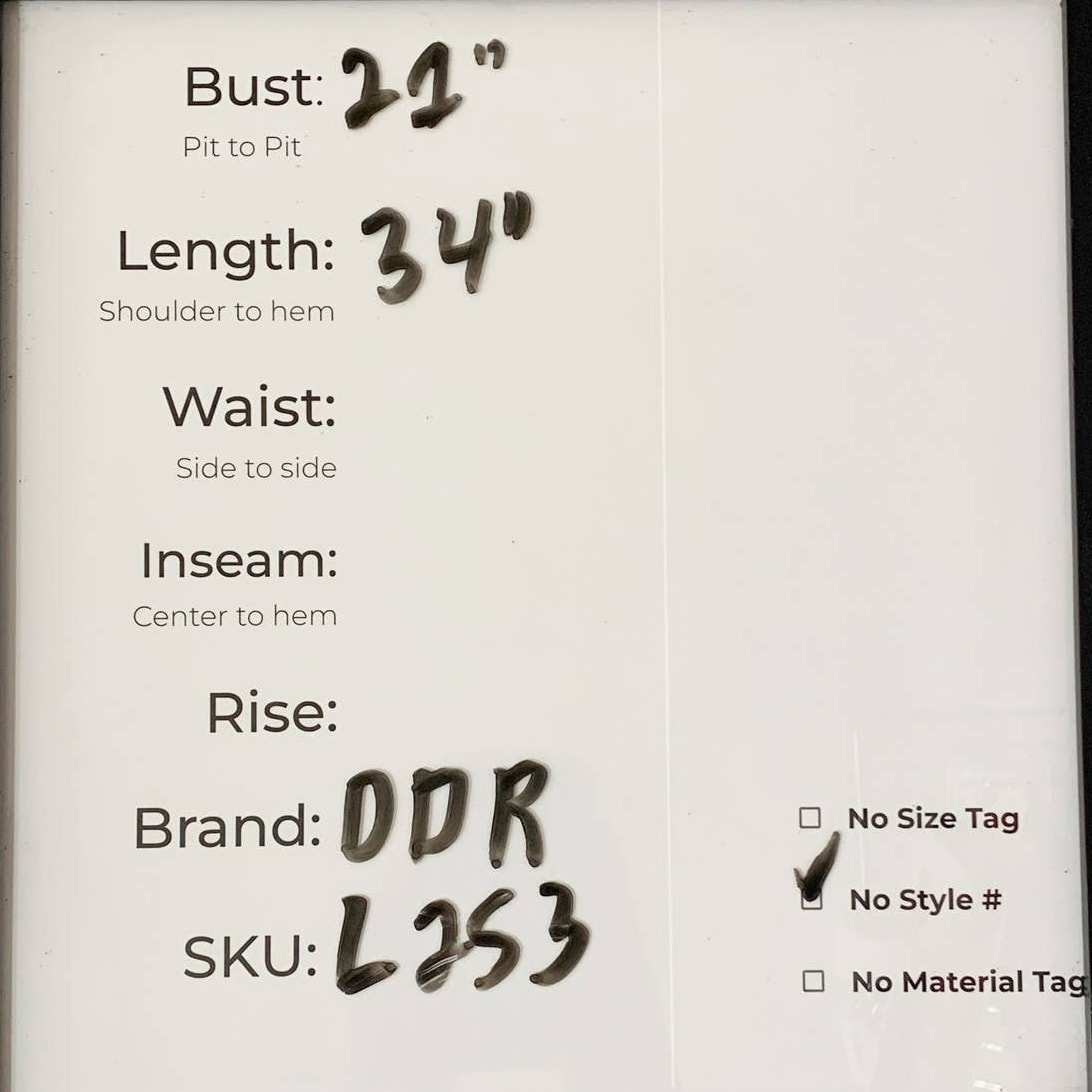 Bust: 21"
Pit to Pit
Length: 34"
Shoulder to hem
Waist:
Side to side
Inseam:
Center to hem
Rise:
Brand: DDR
☐ No Size Tag
☑ No Style #
SKU: L253
☐ No Material Tag